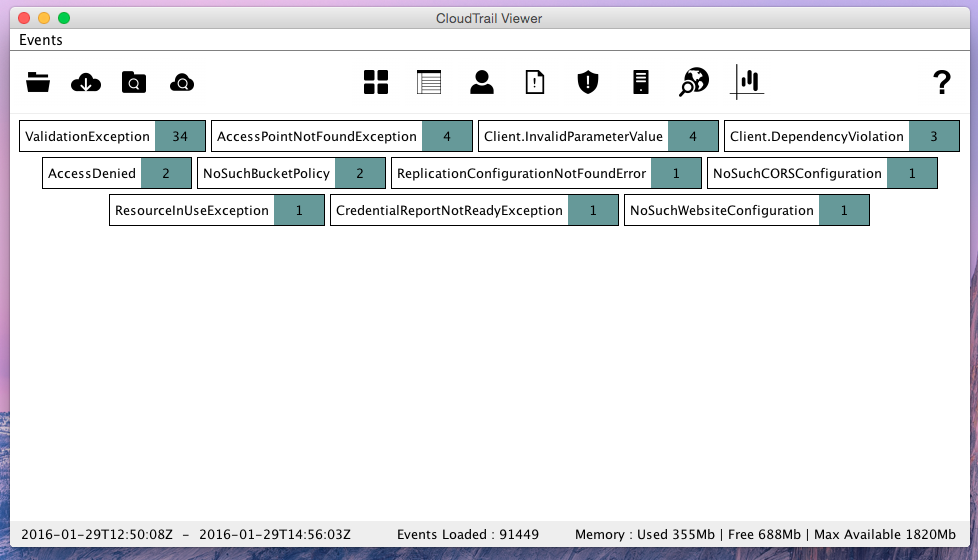 CloudTrail Viewer
Events
?
ValidationException 34 AccessPointNotFoundException 4 Client.InvalidParameterValue 4 Client.DependencyViolation 3
AccessDenied 2 NoSuchBucketPolicy 2 ReplicationConfigurationNotFoundError 1 NoSuchCORSConfiguration 1
ResourceInUseException 1 CredentialReportNotReadyException 1 NoSuchWebsiteConfiguration 1
2016-01-29T12:50:08Z - 2016-01-29T14:56:03Z Events Loaded : 91449 Memory : Used 355Mb | Free 688Mb | Max Available 1820Mb